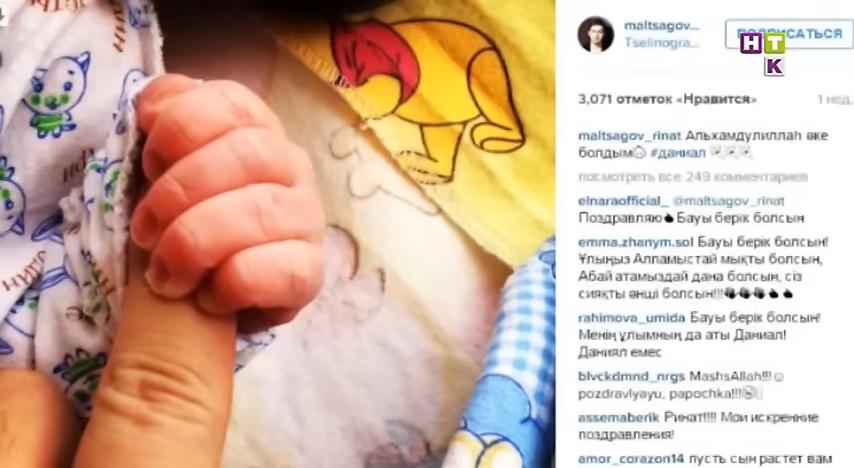 maltsagov...
Tselinogra...
ПОДПИСАТЬСЯ
НТК
3,071 отметок «Нравится»
1 нед.
maltsagov_rinat Альхамдулиллаһ әке
болдым #даниал
посмотреть все 249 комментариев
elnaraofficial_ @maltsagov_rinat
Поздравляю Бауы берік болсын
emma.zhanym.sol Бауы берік болсын!
Ұлыңыз Алпамыстай мықты болсын,
Абай атамыздай дана болсын, сіз
сияқты әнші болсын!!!
rahimova_umida Бауы берік болсын!
Менің ұлымның да аты Даниал!
Даниял емес
blvckdmnd_nrgs MashsAllah!!!
pozdravlyayu, papochka!!!
assemaberik Ринат!!!! Мои искренние
поздравления!
amor_corazon14 пусть сын растет вам